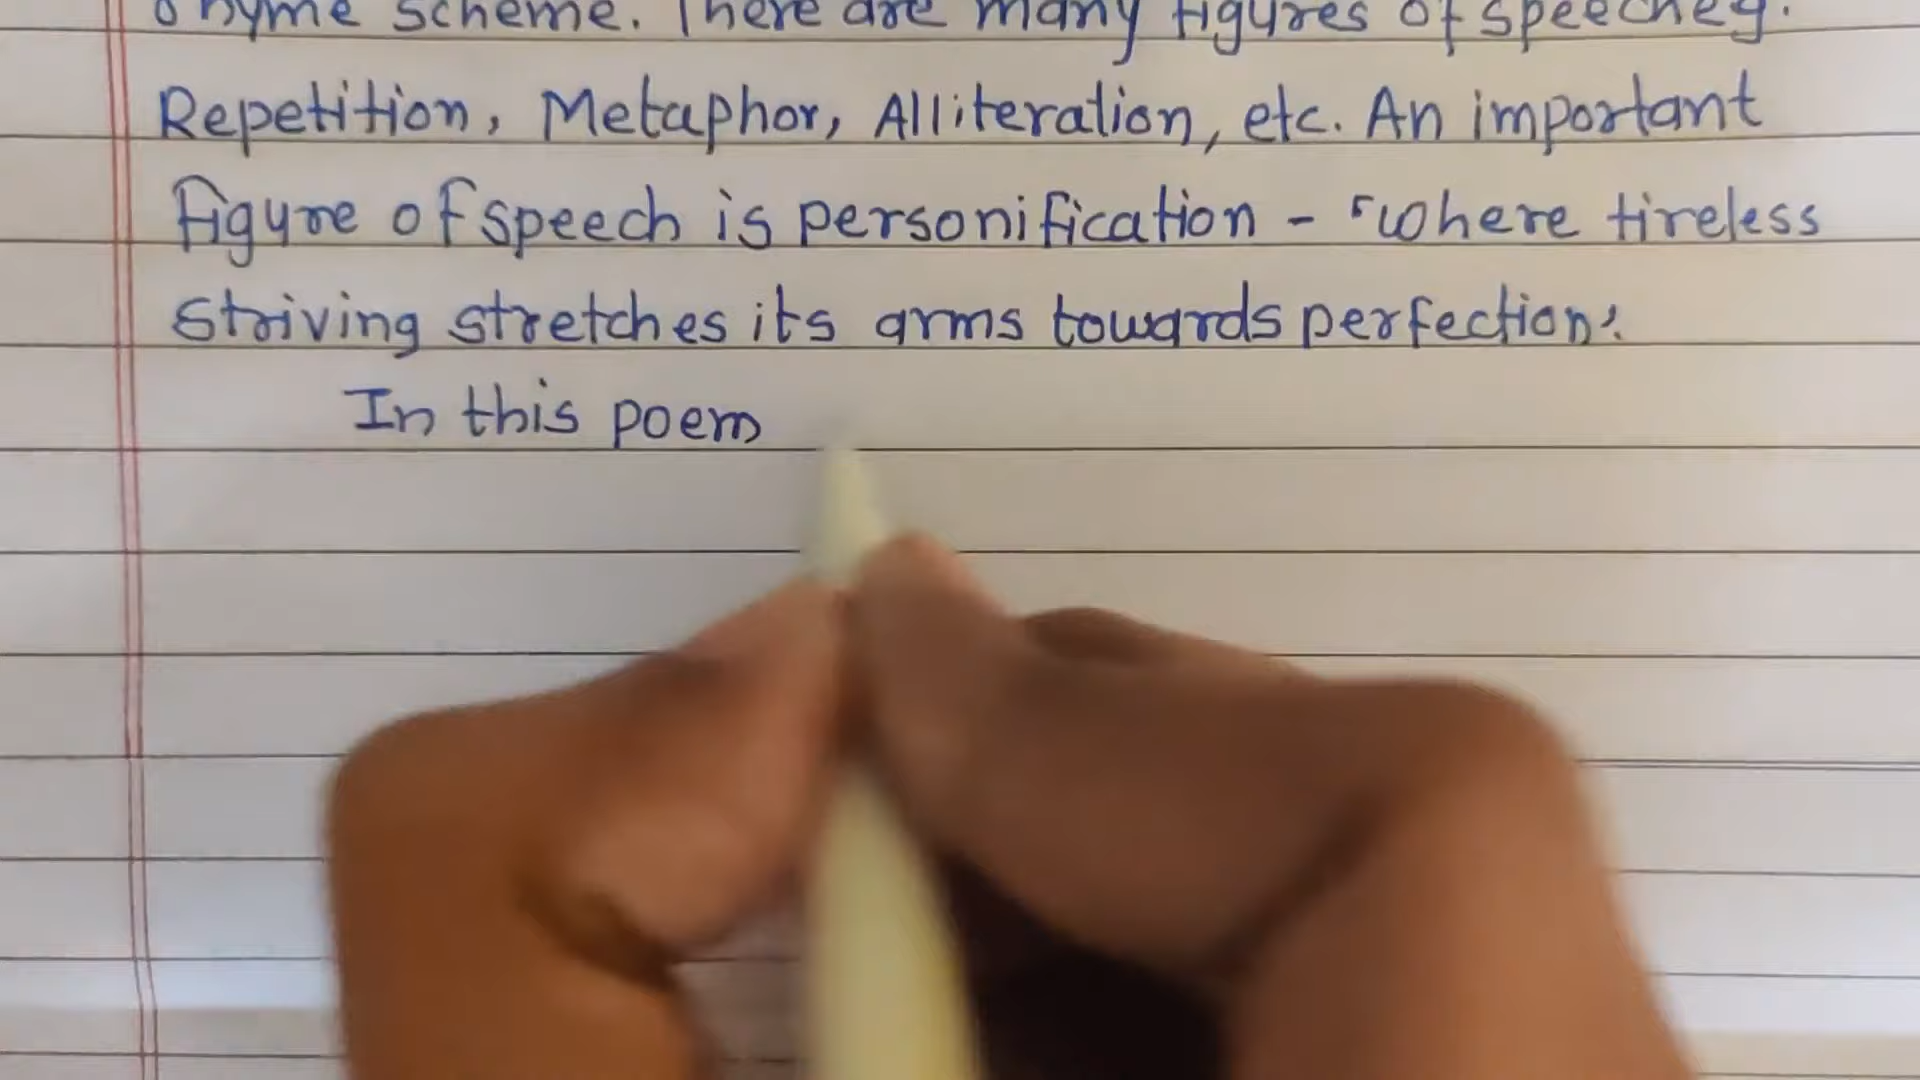 rhyme scheme. There are many figures of speeches.
Repetition, Metaphor, Alliteration, etc. An important
figure of speech is personification - 'Where tireless
striving stretches its arms towards perfection'.
In this poem